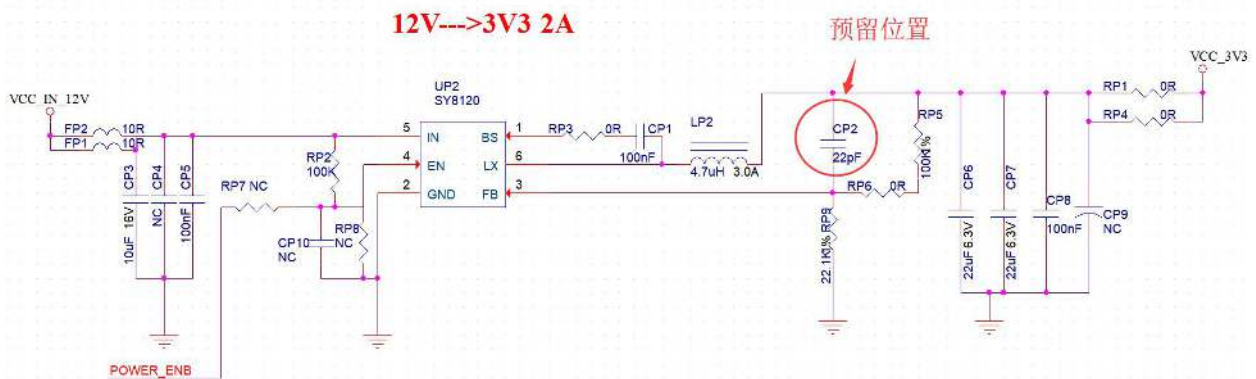 12V--->3V3 2A
预留位置
VCC_3V3
VCC_IN_12V
UP2
SY8120
FP2 10R
FP1 10R
CP3
10uF 16V
CP4
NC
CP5
100nF
RP2
100K
RP7 NC
CP10
NC
RP8
NC
5 IN
4 EN
2 GND
BS 1
LX 6
FB 3
RP3 0R
CP1
100nF
LP2
4.7uH 3.0A
CP2
22pF
RP5
100K1%
RP6 0R
RP9
22.1K1%
CP6
22uF 6.3V
CP7
22uF 6.3V
CP8
100nF
CP9
NC
RP1 0R
RP4 0R
POWER_ENB